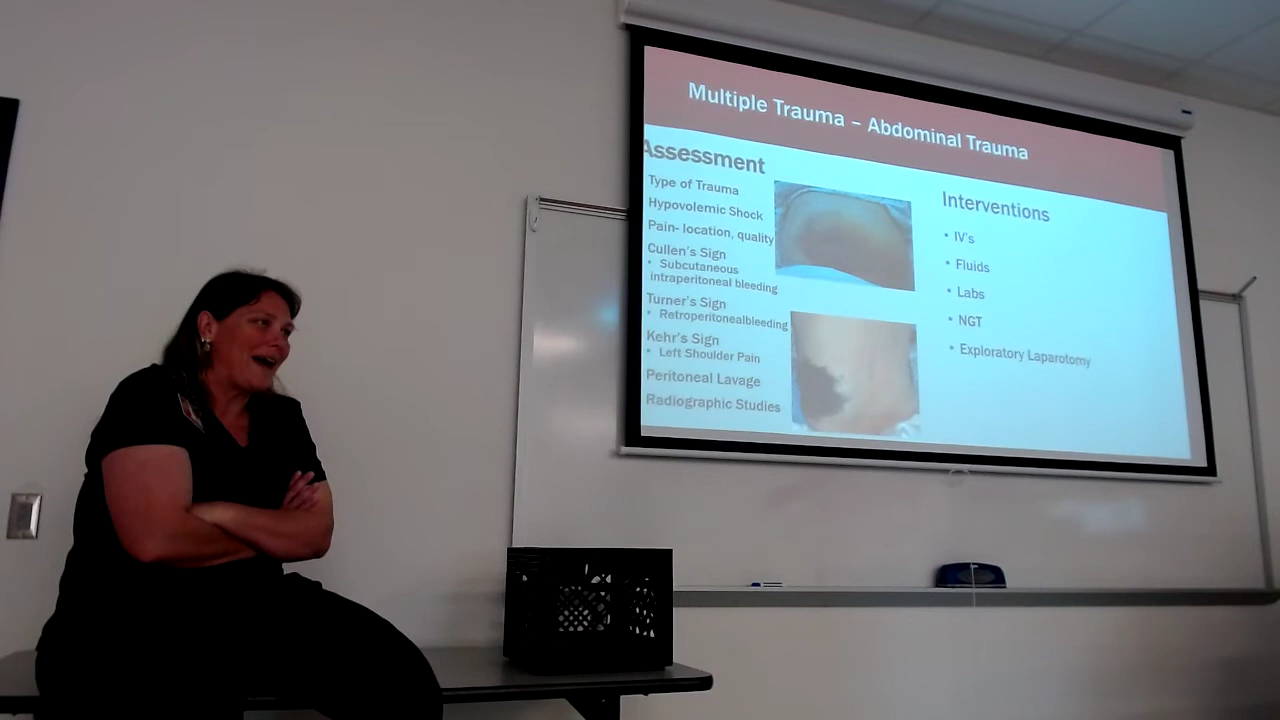 Multiple Trauma – Abdominal Trauma
Assessment
Type of Trauma
Hypovolemic Shock
Pain- location, quality
Cullen's Sign
• Subcutaneous
intraperitoneal bleeding
Turner's Sign
• Retroperitonealbleeding
Kehr's Sign
• Left Shoulder Pain
Peritoneal Lavage
Radiographic Studies
Interventions
• IV's
• Fluids
• Labs
• NGT
• Exploratory Laparotomy